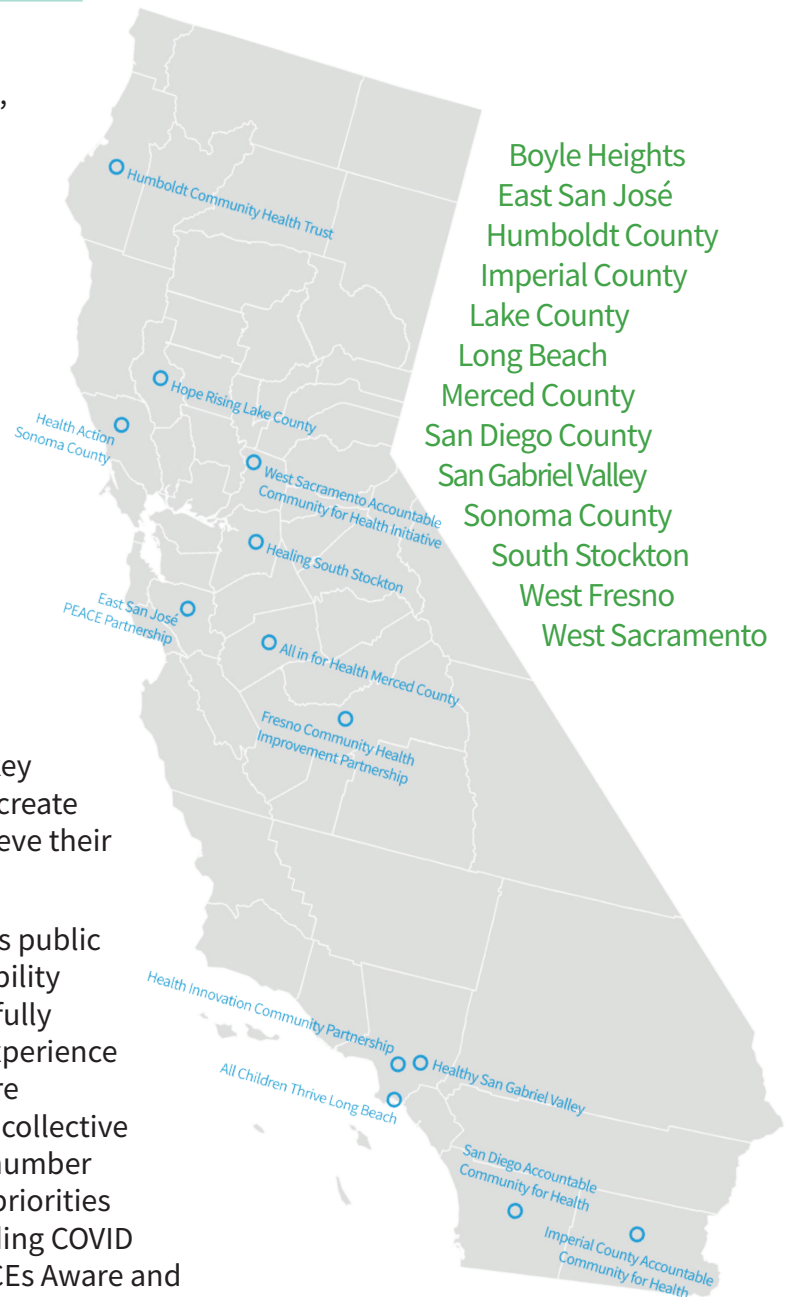 ,
Humboldt Community Health Trust
Hope Rising Lake County
Health Action
Sonoma County
West Sacramento Accountable
Community for Health Initiative
Healing South Stockton
East San José
PEACE Partnership
All in for Health Merced County
Fresno Community Health
Improvement Partnership
Health Innovation Community Partnership
Healthy San Gabriel Valley
All Children Thrive Long Beach
San Diego Accountable
Community for Health
Imperial County Accountable
Community for Health
Boyle Heights
East San José
Humboldt County
Imperial County
Lake County
Long Beach
Merced County
San Diego County
San Gabriel Valley
Sonoma County
South Stockton
West Fresno
West Sacramento
create
eve their
s public
bility
fully
xperience
re
collective
number
priorities
ding COVID
CEs Aware and